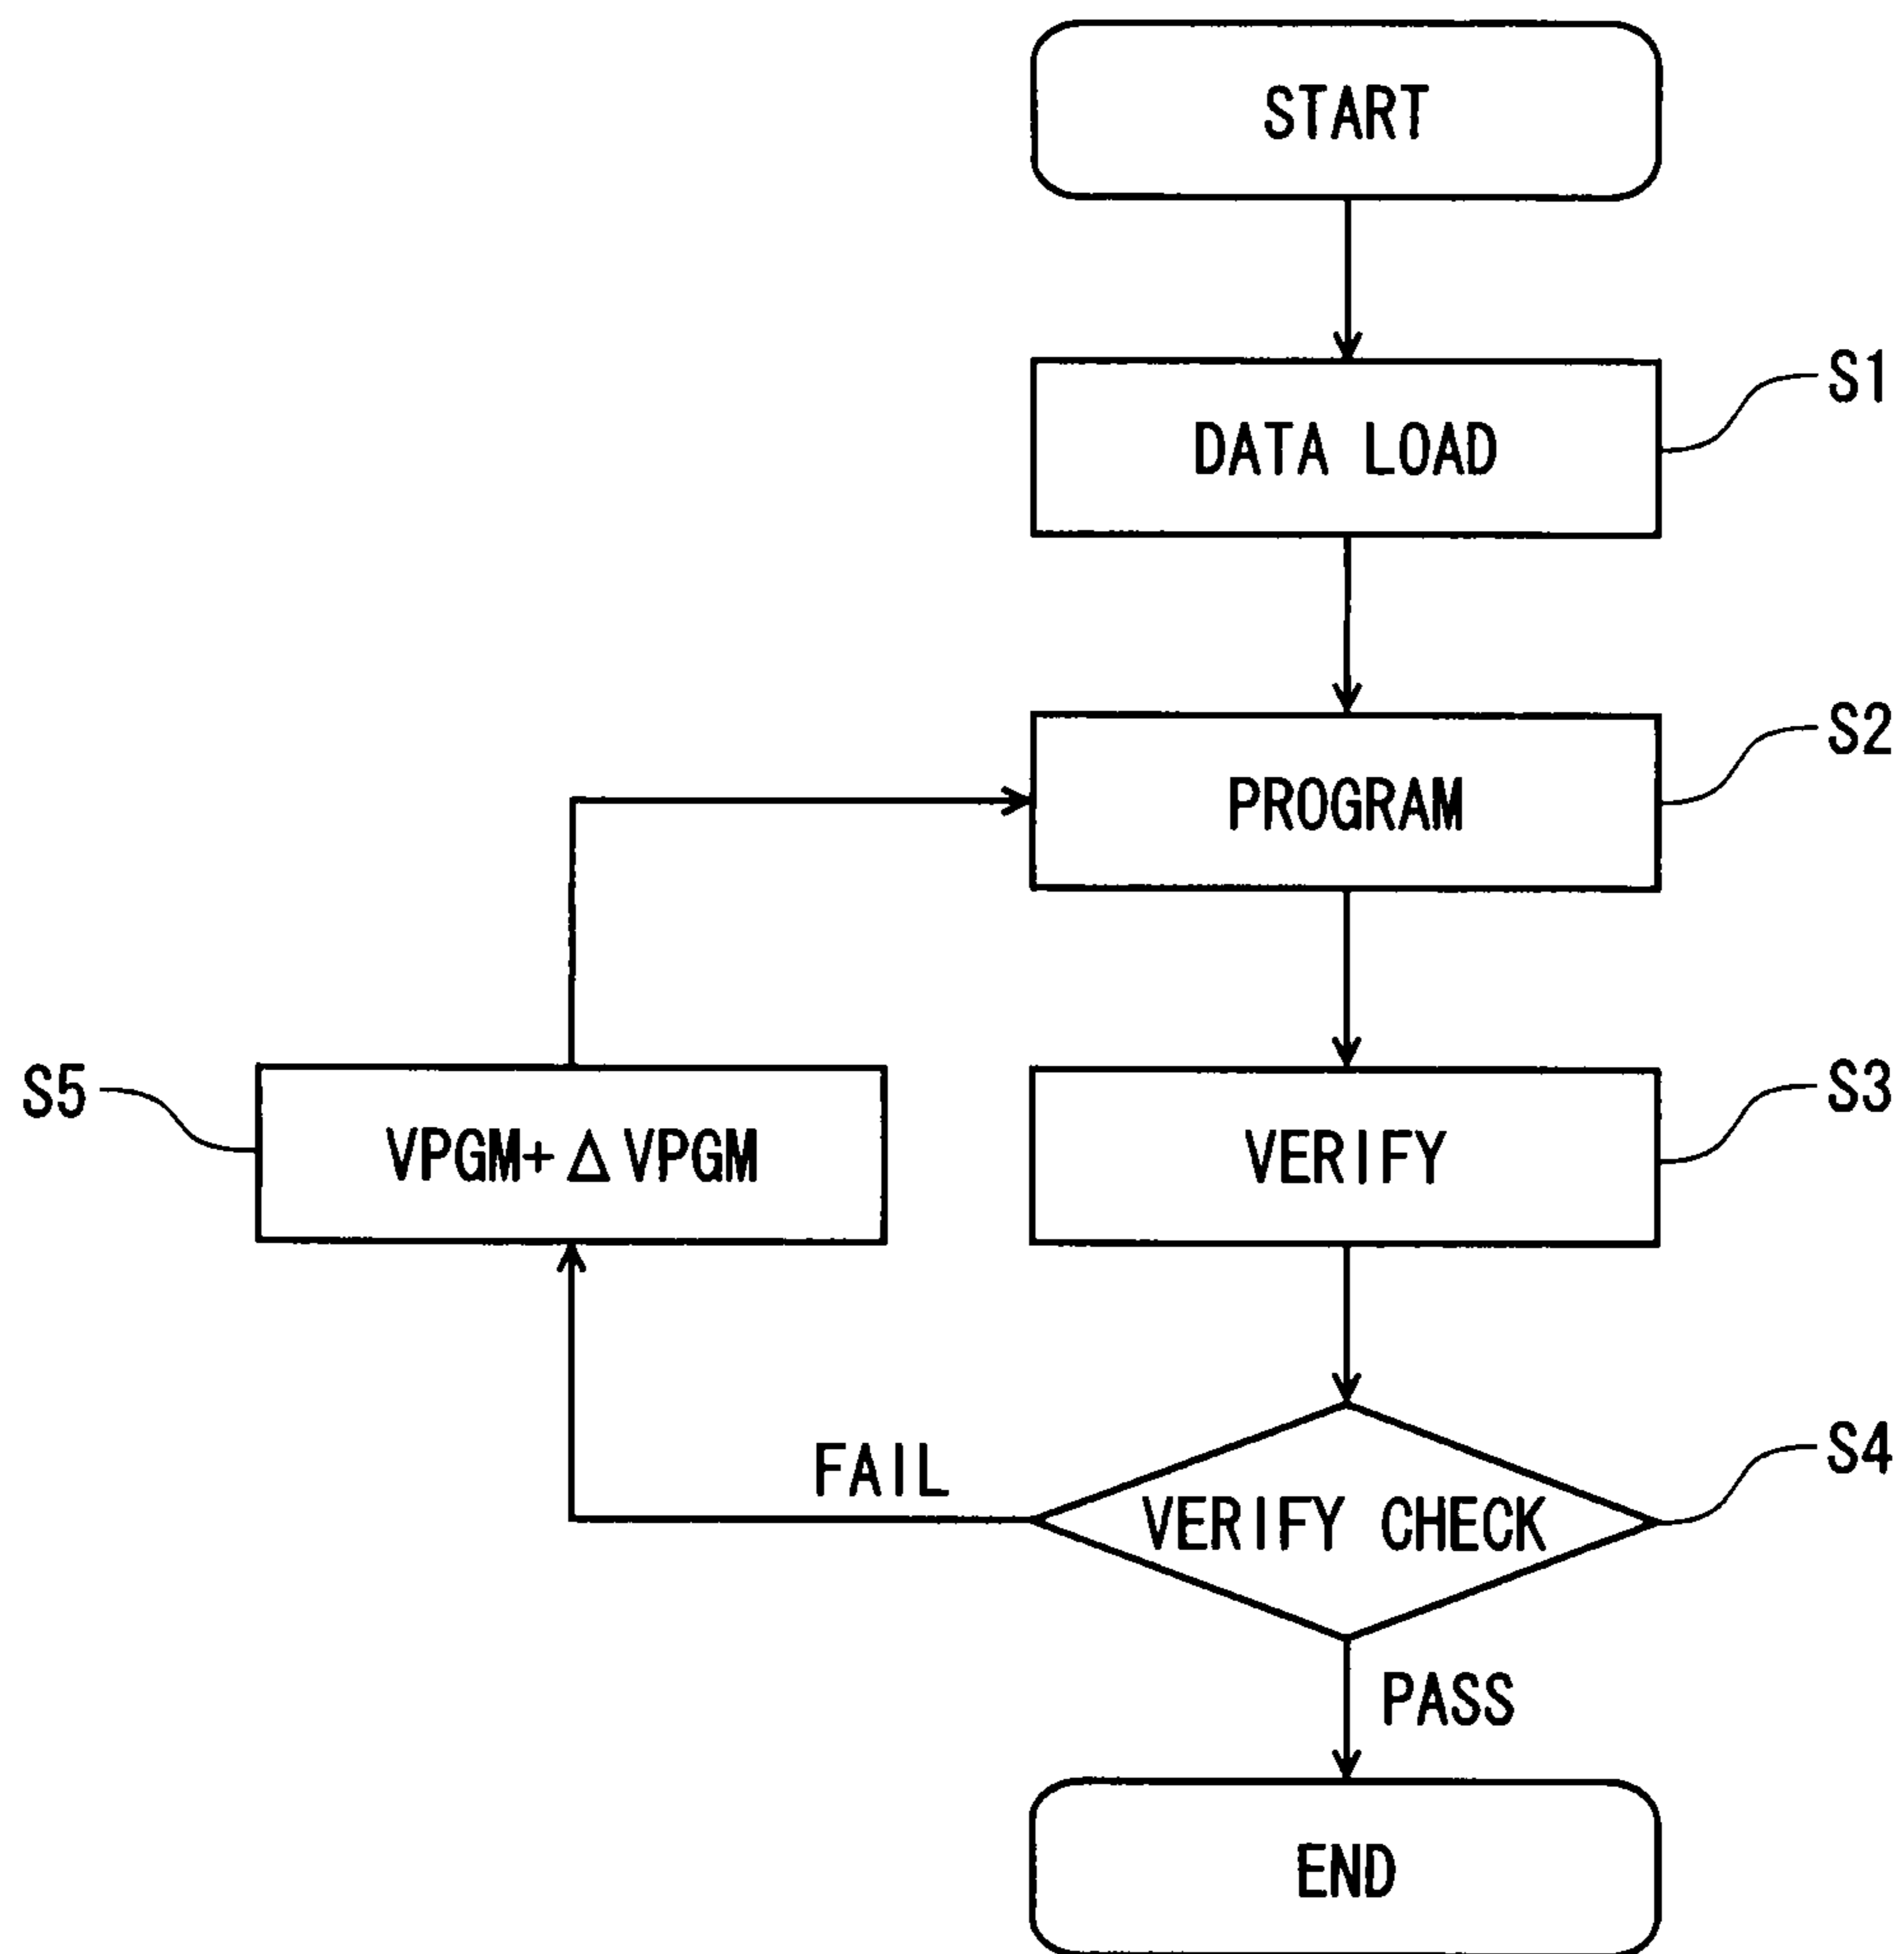 START
DATA LOAD
S1
PROGRAM
S2
S5
VPGM+ΔVPGM
VERIFY
S3
FAIL
VERIFY CHECK
S4
PASS
END